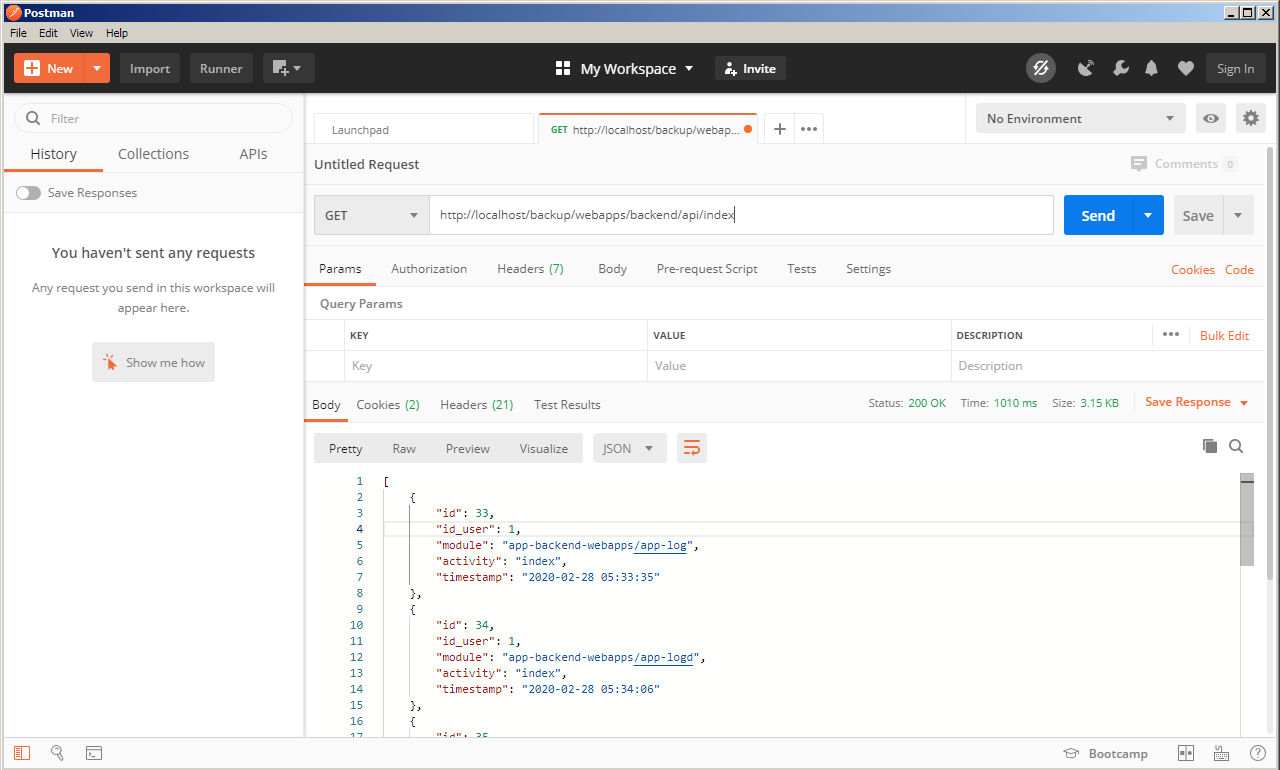 Postman
File Edit View Help
New Import Runner My Workspace Invite Sign In
Filter
History Collections APIs
Save Responses
You haven't sent any requests
Any request you send in this workspace will
appear here.
Show me how
Launchpad GET http://localhost/backup/webap... + ••• No Environment
Untitled Request Comments 0
GET http://localhost/backup/webapps/backend/api/index Send Save
Params Authorization Headers (7) Body Pre-request Script Tests Settings Cookies Code
Query Params
KEY VALUE DESCRIPTION ••• Bulk Edit
Key Value Description
Body Cookies (2) Headers (21) Test Results Status: 200 OK Time: 1010 ms Size: 3.15 KB Save Response
Pretty Raw Preview Visualize JSON
1 [
2 {
3 "id": 33,
4 "id_user": 1,
5 "module": "app-backend-webapps/app-log",
6 "activity": "index",
7 "timestamp": "2020-02-28 05:33:35"
8 },
9 {
10 "id": 34,
11 "id_user": 1,
12 "module": "app-backend-webapps/app-logd",
13 "activity": "index",
14 "timestamp": "2020-02-28 05:34:06"
15 },
16 {
17 "id": 35,
Bootcamp ?